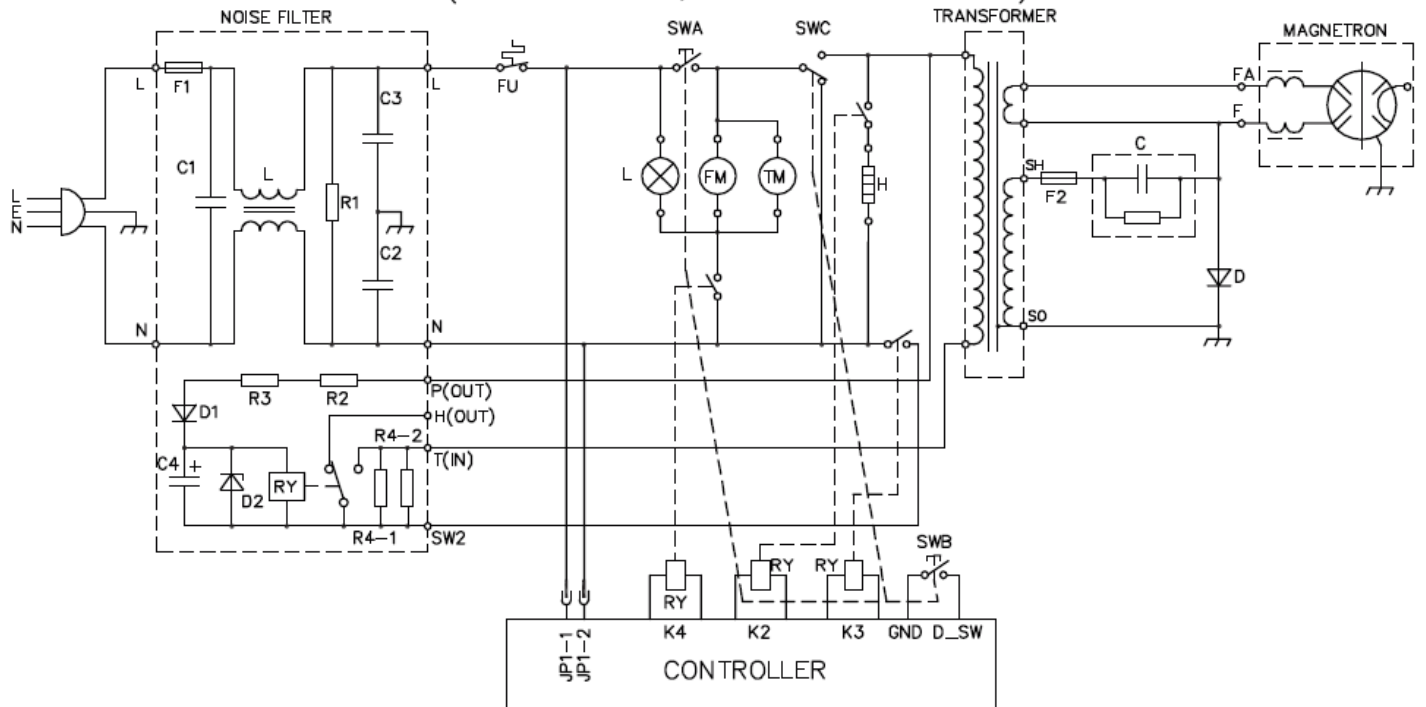 NOISE FILTER
TRANSFORMER
MAGNETRON
SWA
SWC
L
F1
L
FU
C3
FA
F
C1
L
R1
L
FM
TM
H
SH
F2
C
L
E
N
C2
D
N
N
SO
R3
R2
P(OUT)
D1
H(OUT)
R4-2
T(IN)
C4
+
D2
RY
R4-1
SW2
SWB
RY
RY
RY
JP1-1
JP1-2
K4
K2
K3
GND
D_SW
CONTROLLER